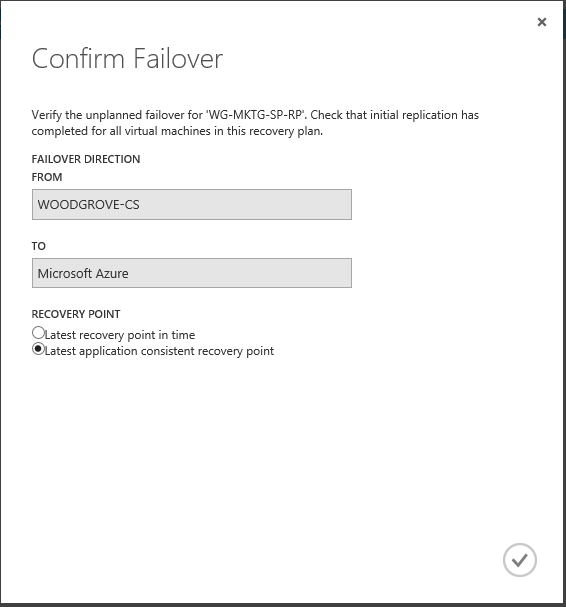 Confirm Failover
Verify the unplanned failover for 'WG-MKTG-SP-RP'. Check that initial replication has
completed for all virtual machines in this recovery plan.
FAILOVER DIRECTION
FROM
WOODGROVE-CS
TO
Microsoft Azure
RECOVERY POINT
Latest recovery point in time
Latest application consistent recovery point